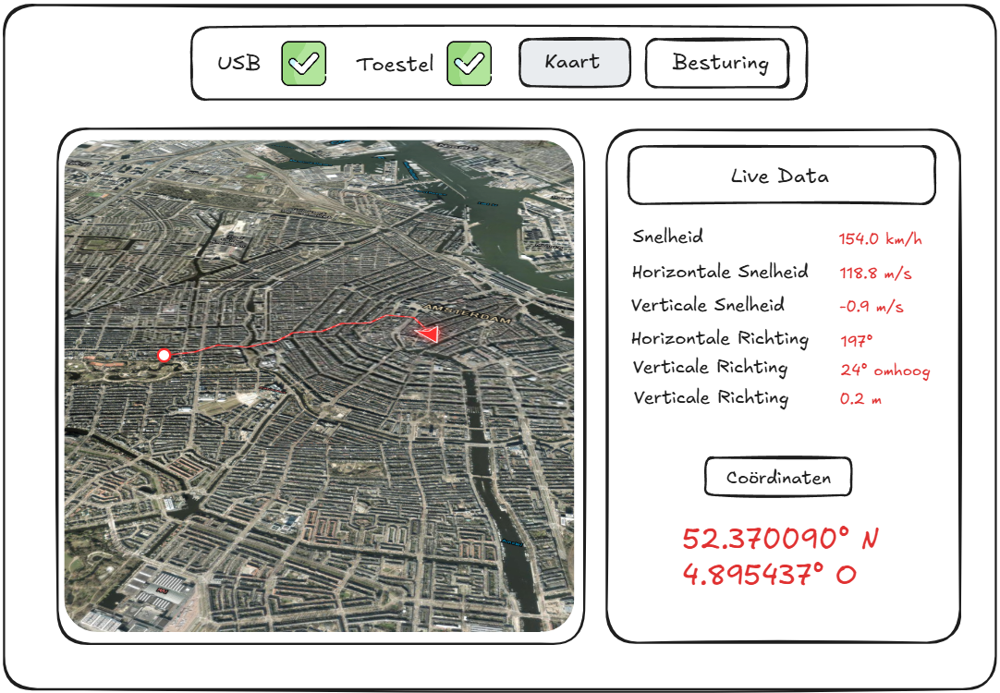 USB
Toestel
Kaart
Besturing
AMSTERDAM
Live Data
Snelheid 154.0 km/h
Horizontale Snelheid 118.8 m/s
Verticale Snelheid -0.9 m/s
Horizontale Richting 197°
Verticale Richting 24° omhoog
Verticale Richting 0.2 m
Coördinaten
52.370090° N
4.895437° O